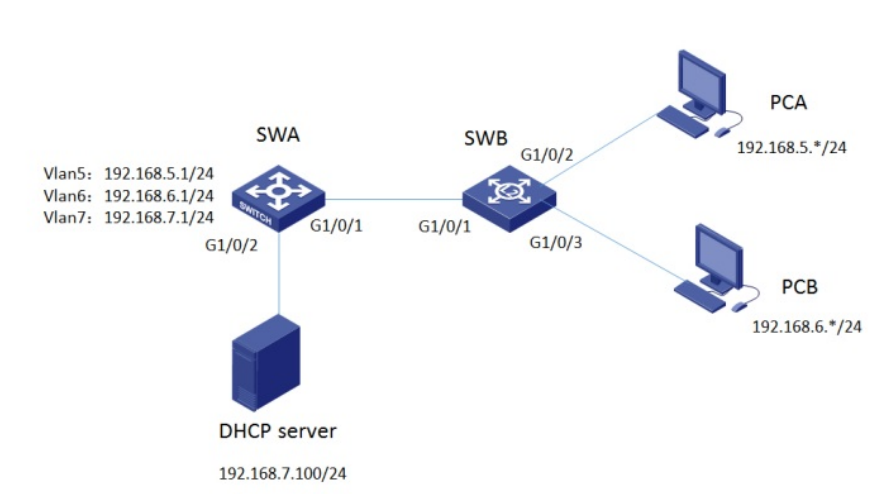 SWA
Vlan5: 192.168.5.1/24
Vlan6: 192.168.6.1/24
Vlan7: 192.168.7.1/24
SWITCH
G1/0/2
G1/0/1
SWB
G1/0/2
L2
G1/0/1
G1/0/3
PCA
192.168.5.*/24
PCB
192.168.6.*/24
DHCP server
192.168.7.100/24